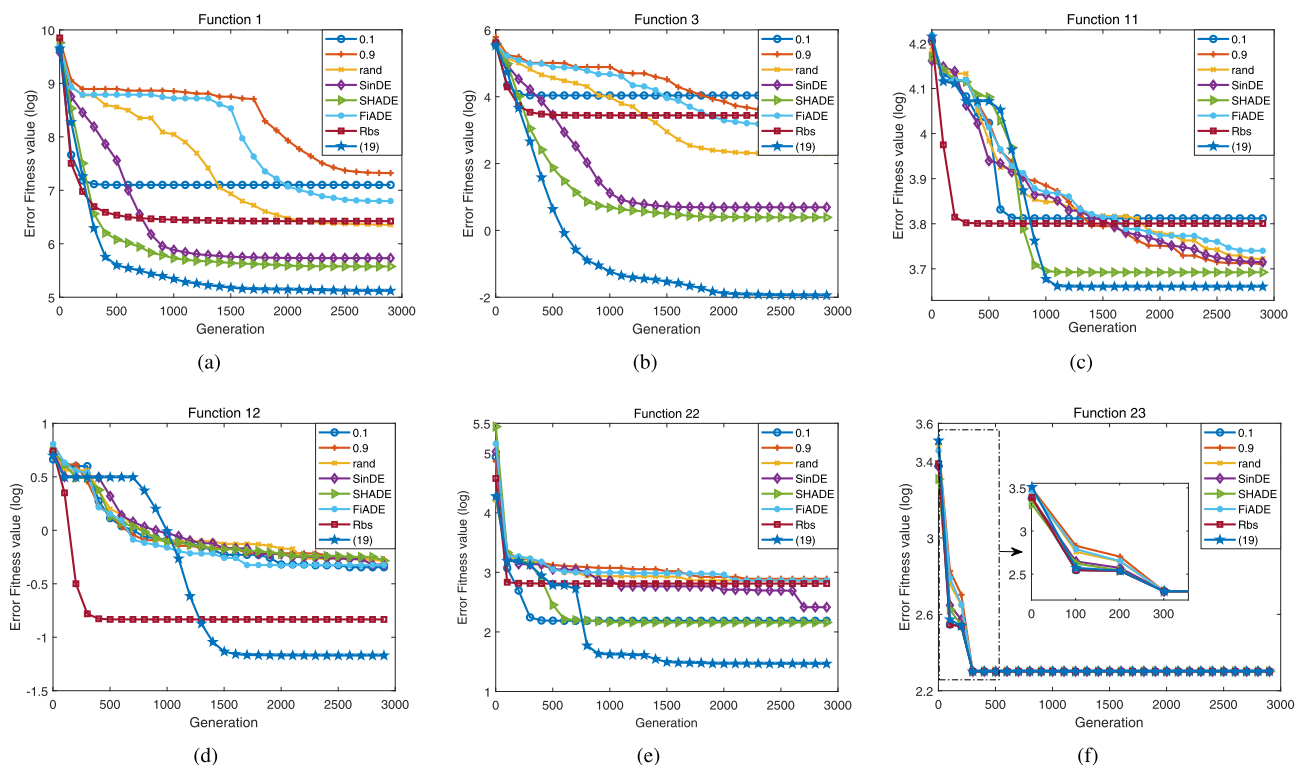 Function 1
10
9
8
7
6
5
Error Fitness value (log)
0 500 1000 1500 2000 2500 3000
Generation
0.1
0.9
rand
SinDE
SHADE
FiADE
Rbs
(19)
(a)
Function 3
6
4
2
0
-2
Error Fitness value (log)
0 500 1000 1500 2000 2500 3000
Generation
0.1
0.9
rand
SinDE
SHADE
FiADE
Rbs
(19)
(b)
Function 11
4.2
4.1
4
3.9
3.8
3.7
Error Fitness value (log)
0 500 1000 1500 2000 2500 3000
Generation
0.1
0.9
rand
SinDE
SHADE
FiADE
Rbs
(19)
(c)
Function 12
1
0.5
0
-0.5
-1
-1.5
Error Fitness value (log)
0 500 1000 1500 2000 2500 3000
Generation
0.1
0.9
rand
SinDE
SHADE
FiADE
Rbs
(19)
(d)
Function 22
5.5
5
4
3
2
1
Error Fitness value (log)
0 500 1000 1500 2000 2500 3000
Generation
0.1
0.9
rand
SinDE
SHADE
FiADE
Rbs
(19)
(e)
Function 23
3.6
3.4
3
2.6
2.2
Error Fitness value (log)
0 500 1000 1500 2000 2500 3000
Generation
3.5
3
2.5
0 100 200 300
0.1
0.9
rand
SinDE
SHADE
FiADE
Rbs
(19)
(f)